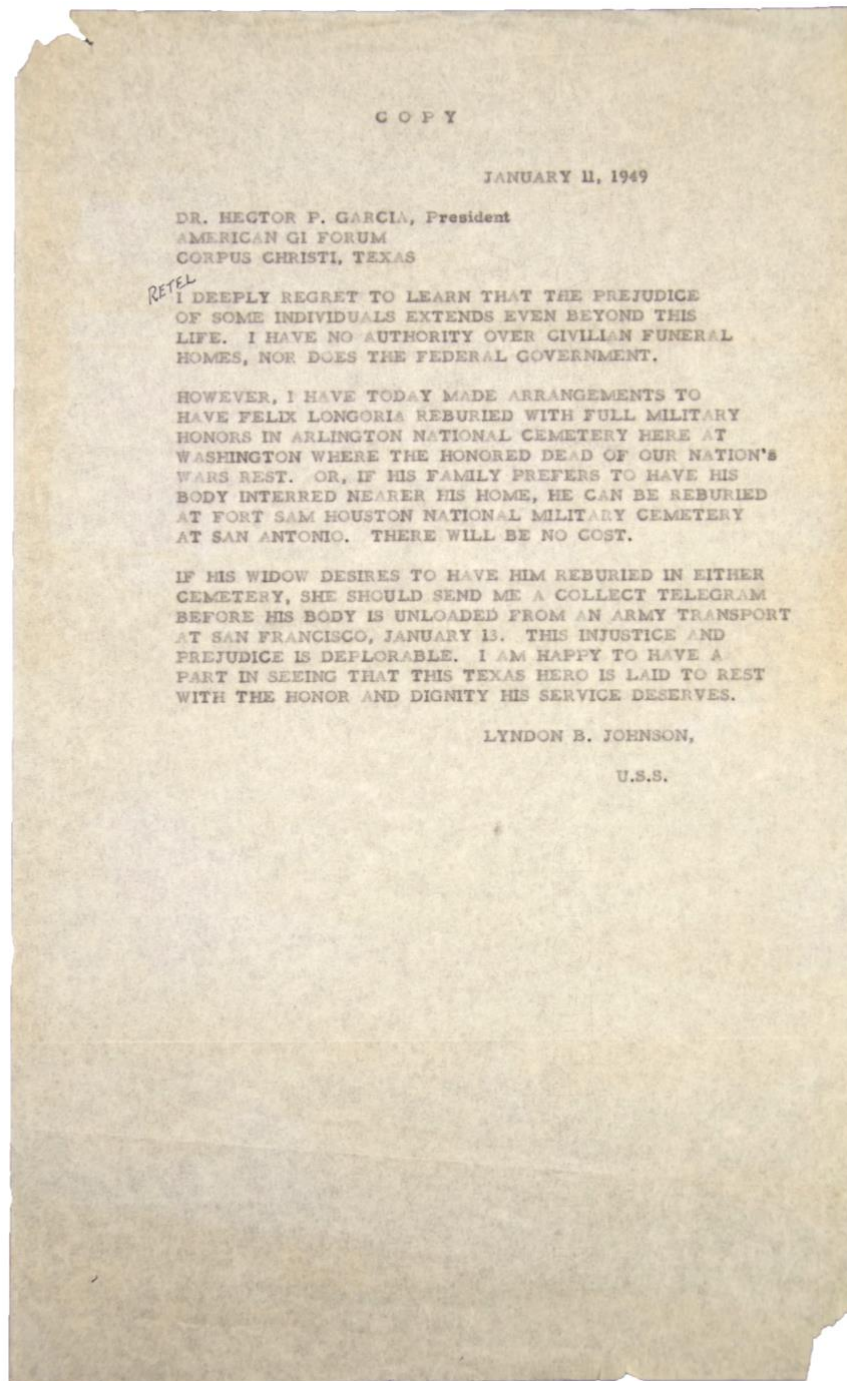 COPY
JANUARY 11, 1949
DR. HECTOR P. GARCIA, President
AMERICAN GI FORUM
CORPUS CHRISTI, TEXAS
RETEL
I DEEPLY REGRET TO LEARN THAT THE PREJUDICE
OF SOME INDIVIDUALS EXTENDS EVEN BEYOND THIS
LIFE. I HAVE NO AUTHORITY OVER CIVILIAN FUNERAL
HOMES, NOR DOES THE FEDERAL GOVERNMENT.
HOWEVER, I HAVE TODAY MADE ARRANGEMENTS TO
HAVE FELIX LONGORIA REBURIED WITH FULL MILITARY
HONORS IN ARLINGTON NATIONAL CEMETERY HERE AT
WASHINGTON WHERE THE HONORED DEAD OF OUR NATION'S
WARS REST. OR, IF HIS FAMILY PREFERS TO HAVE HIS
BODY INTERRED NEARER HIS HOME, HE CAN BE REBURIED
AT FORT SAM HOUSTON NATIONAL MILITARY CEMETERY
AT SAN ANTONIO. THERE WILL BE NO COST.
IF HIS WIDOW DESIRES TO HAVE HIM REBURIED IN EITHER
CEMETERY, SHE SHOULD SEND ME A COLLECT TELEGRAM
BEFORE HIS BODY IS UNLOADED FROM AN ARMY TRANSPORT
AT SAN FRANCISCO, JANUARY 13. THIS INJUSTICE AND
PREJUDICE IS DEPLORABLE. I AM HAPPY TO HAVE A
PART IN SEEING THAT THIS TEXAS HERO IS LAID TO REST
WITH THE HONOR AND DIGNITY HIS SERVICE DESERVES.
LYNDON B. JOHNSON,
U.S.S.